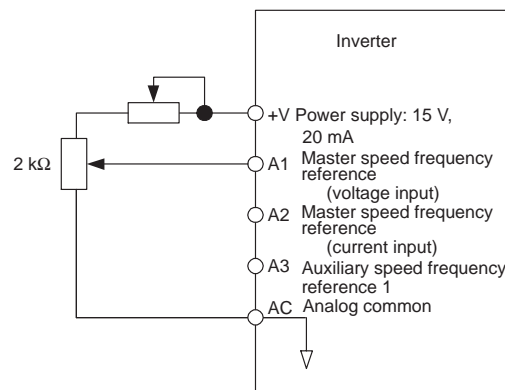 Inverter
+V Power supply: 15 V,
20 mA
2 kΩ
A1 Master speed frequency
reference
(voltage input)
A2 Master speed frequency
reference
(current input)
A3 Auxiliary speed frequency
reference 1
AC Analog common